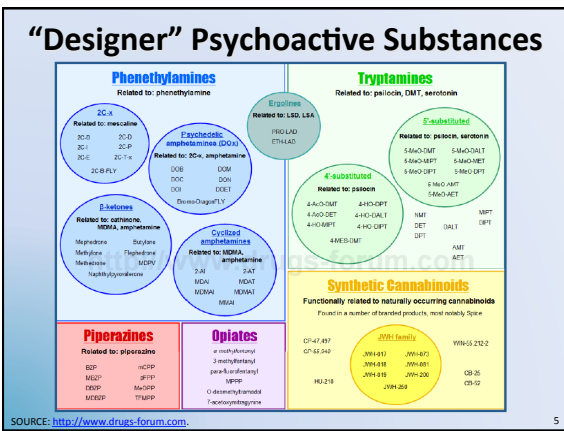 “Designer” Psychoactive Substances
Phenethylamines
Related to: phenethylamine
2C-x
Related to: mescaline
2C-B 2C-D
2C-I 2C-P
2C-E 2C-T-x
2C-B-FLY
Psychedelic
amphetamines (DOx)
Related to: 2Cx, amphetamine
DOB DOM
DOC DON
DOI DOET
Bromo-DragonFLY
β-ketones
Related to: cathinone,
MDMA, amphetamine
Mephedrone Butylone
Methylone Flephedrone
Methedrone MDPV
Naphthylpyrovalerone
Cyclized
amphetamines
Related to: MDMA,
amphetamine
2-AI 2-AT
MDAI MDAT
MDMAI MDMAT
MMAI
Ergolines
Related to: LSD, LSA
PRO-LAD
ETH-LAD
Tryptamines
Related to: psilocin, DMT, serotonin
5'-substituted
Related to: psilocin, serotonin
5-MeO-DMT 5-MeO-DALT
5-MeO-MIPT 5-MeO-MET
5-MeO-DIPT 5-MeO-DPT
5-MeO-AMT
5-MeO-AET
4'-substituted
Related to: psilocin
4-AcO-DMT 4-HO-DPT
4-AcO-DET 4-HO-DALT
4-HO-MIPT 4-HO-DIPT
4-MEB-DMT
NMT MIPT
DET DALT DIPT
DPT
AMT
AET
http://www.drugs-forum.com
Piperazines
Related to: piperazine
BZP mCPP
MBZP pFPP
DBZP MeOPP
MDBZP TFMPP
Opiates
α-methylfentanyl
3-methylfentanyl
para-fluorofentanyl
MPPP
O-desmethyltramadol
7-acetoxymitragynine
Synthetic Cannabinoids
Functionally related to naturally occurring cannabinoids
Found in a number of branded products, most notably Spice
CP-47,497
CP-55,940
HU-210
JWH family
JWH-017 JWH-073
JWH-018 JWH-081
JWH-019 JWH-200
JWH-250
WIN-55,212-2
CB-25
CB-52
SOURCE: http://www.drugs-forum.com.
5